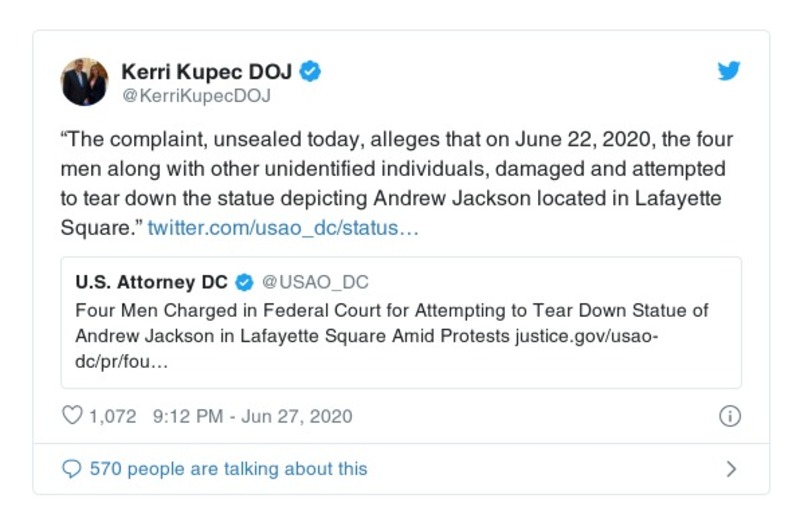 Kerri Kupec DOJ
@KerriKupecDOJ
“The complaint, unsealed today, alleges that on June 22, 2020, the four
men along with other unidentified individuals, damaged and attempted
to tear down the statue depicting Andrew Jackson located in Lafayette
Square.” twitter.com/usao_dc/status…
U.S. Attorney DC @USAO_DC
Four Men Charged in Federal Court for Attempting to Tear Down Statue of
Andrew Jackson in Lafayette Square Amid Protests justice.gov/usao-
dc/pr/fou…
1,072 9:12 PM - Jun 27, 2020
570 people are talking about this